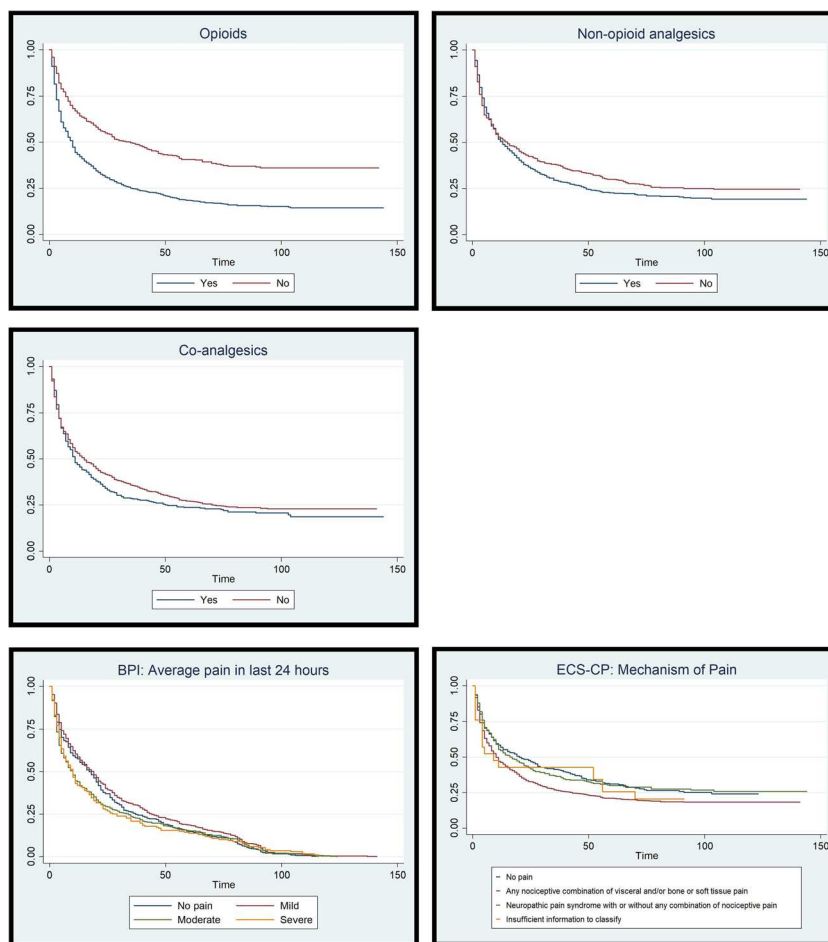 Opioids
1.00
0.75
0.50
0.25
0.00
0 50 100 150
Time
Yes No
Non-opioid analgesics
1.00
0.75
0.50
0.25
0.00
0 50 100 150
Time
Yes No
Co-analgesics
1.00
0.75
0.50
0.25
0.00
0 50 100 150
Time
Yes No
BPI: Average pain in last 24 hours
1.00
0.75
0.50
0.25
0.00
0 50 100 150
Time
No pain Mild
Moderate Severe
ECS-CP: Mechanism of Pain
1.00
0.75
0.50
0.25
0.00
0 50 100 150
Time
No pain
Any nociceptive combination of visceral and/or bone or soft tissue pain
Neuropathic pain syndrome with or without any combination of nociceptive pain
Insufficient information to classify